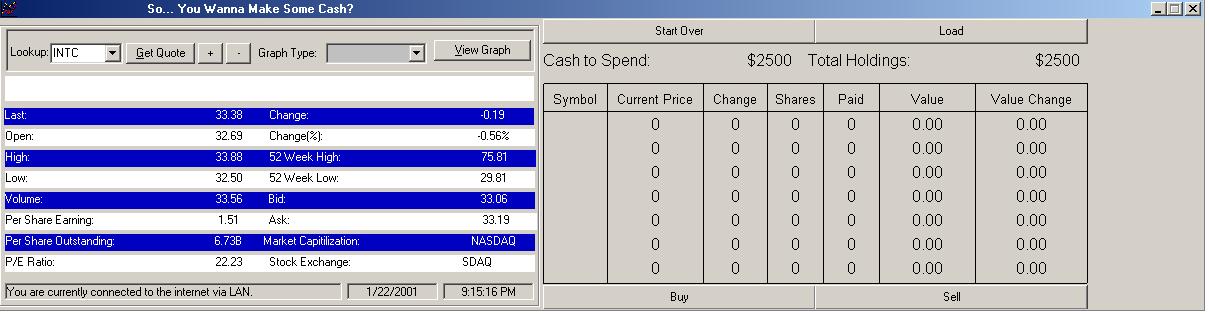 So... You Wanna Make Some Cash?
Lookup: INTC Get Quote + - Graph Type: View Graph
Last: 33.38 Change: -0.19
Open: 32.69 Change(%): -0.56%
High: 33.88 52 Week High: 75.81
Low: 32.50 52 Week Low: 29.81
Volume: 33.56 Bid: 33.06
Per Share Earning: 1.51 Ask: 33.19
Per Share Outstanding: 6.73B Market Capitilization: NASDAQ
P/E Ratio: 22.23 Stock Exchange: SDAQ
You are currently connected to the internet via LAN. 1/22/2001 9:15:16 PM
Start Over Load
Cash to Spend: $2500 Total Holdings: $2500
Symbol Current Price Change Shares Paid Value Value Change
0 0 0 0 0.00 0.00
0 0 0 0 0.00 0.00
0 0 0 0 0.00 0.00
0 0 0 0 0.00 0.00
0 0 0 0 0.00 0.00
0 0 0 0 0.00 0.00
0 0 0 0 0.00 0.00
Buy Sell